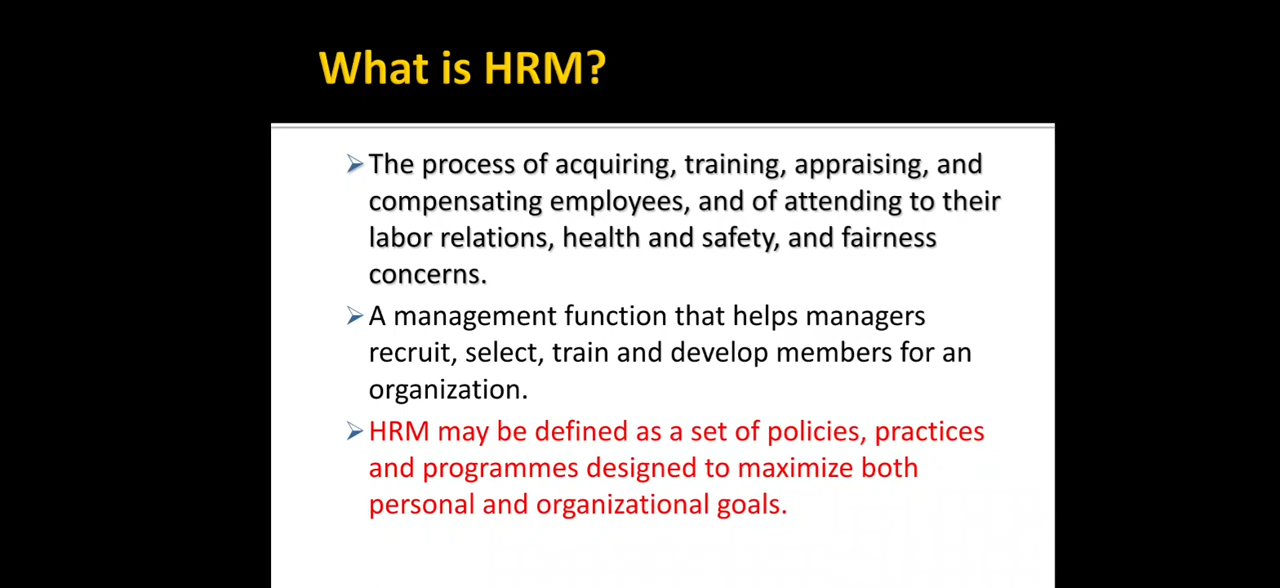 What is HRM?
The process of acquiring, training, appraising, and
compensating employees, and of attending to their
labor relations, health and safety, and fairness
concerns.
A management function that helps managers
recruit, select, train and develop members for an
organization.
HRM may be defined as a set of policies, practices
and programmes designed to maximize both
personal and organizational goals.